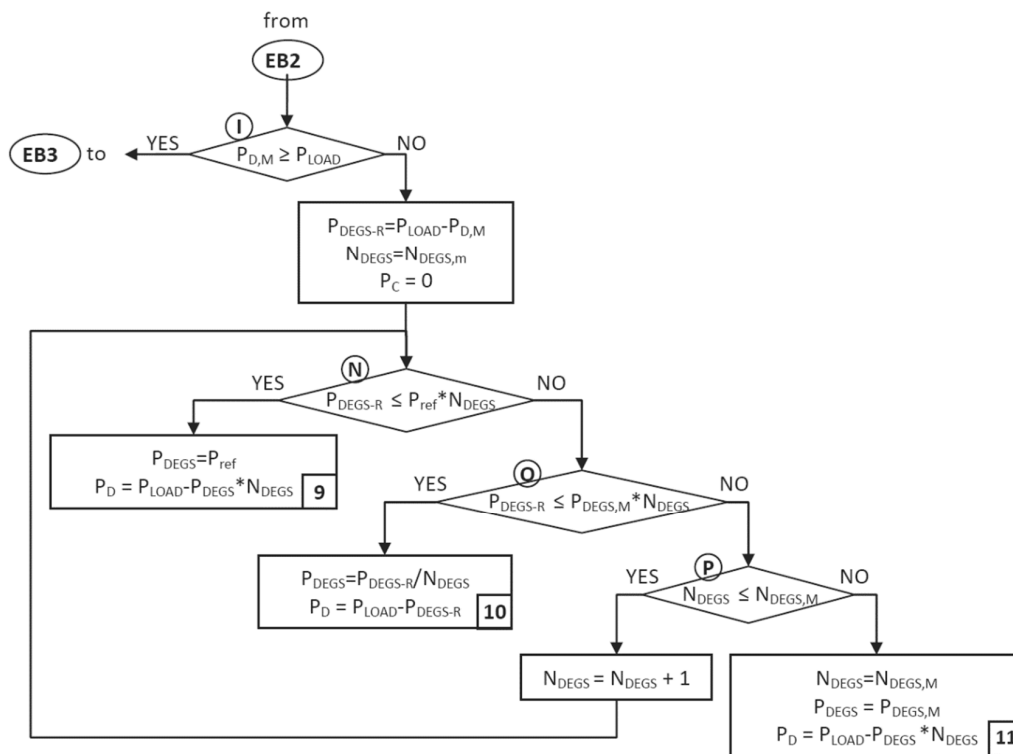 from
EB2
I
YES
NO
EB3 to
P_D,M ≥ P_LOAD
P_DEGS-R=P_LOAD-P_D,M
N_DEGS=N_DEGS,m
P_C = 0
N
YES
NO
P_DEGS-R ≤ P_ref*N_DEGS
P_DEGS=P_ref
P_D = P_LOAD-P_DEGS*N_DEGS
9
O
YES
NO
P_DEGS-R ≤ P_DEGS,M*N_DEGS
P_DEGS=P_DEGS-R/N_DEGS
P_D = P_LOAD-P_DEGS-R
10
P
YES
NO
N_DEGS ≤ N_DEGS,M
N_DEGS = N_DEGS + 1
N_DEGS=N_DEGS,M
P_DEGS = P_DEGS,M
P_D = P_LOAD-P_DEGS *N_DEGS
11